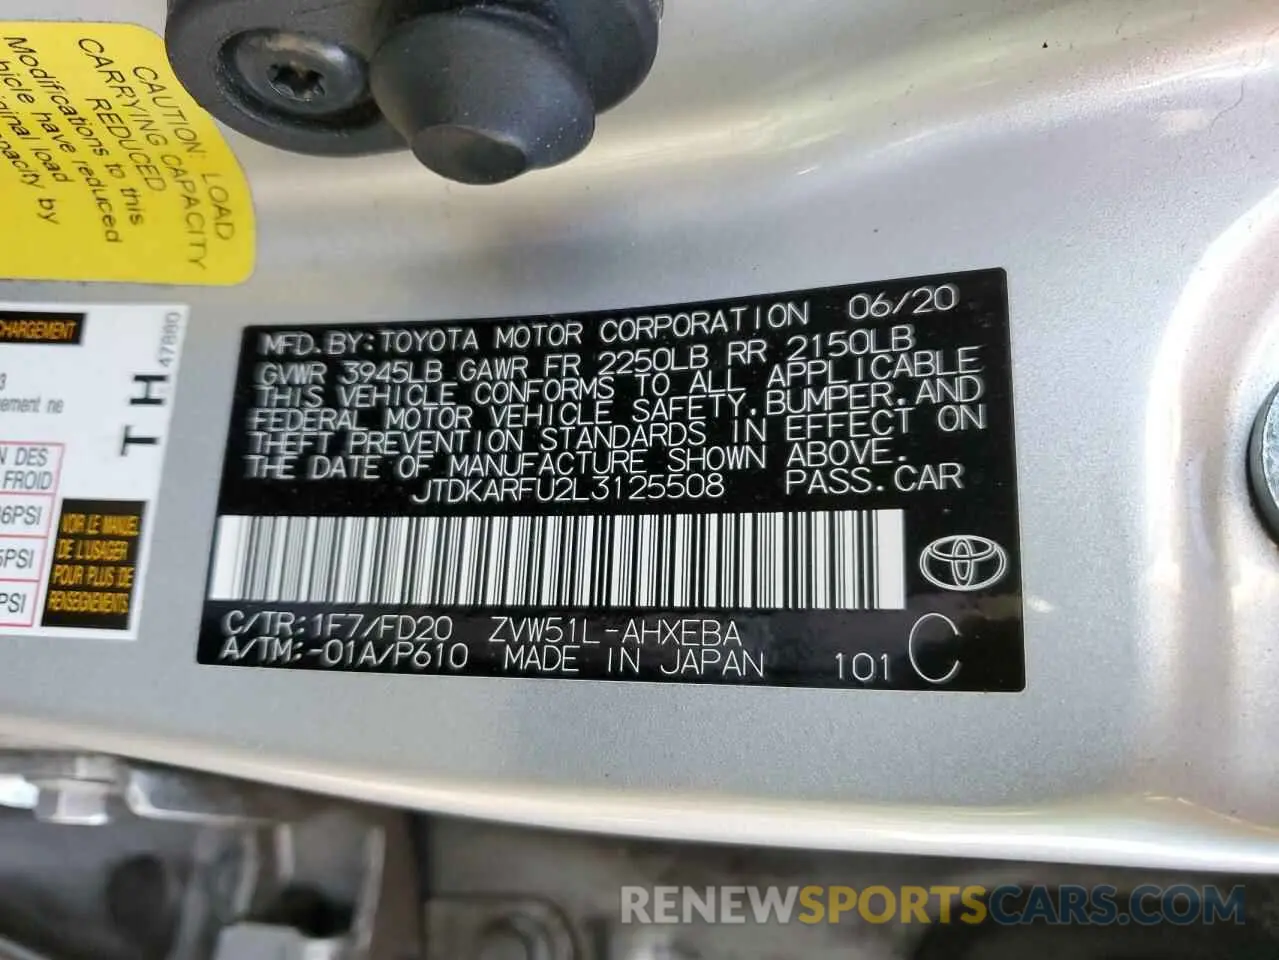 CAUTION: LOAD
CARRYING CAPACITY
REDUCED
Modifications to this
have reduced
load
by
CHARGEMENT
47880
T H
3
ne
N DES
FROID
6PSI
5PSI
PSI
VOIR LE MANUEL
DE L'USAGER
POUR PLUS DE
RENSEIGNEMENTS
MFD. BY: TOYOTA MOTOR CORPORATION 06/20
GVWR 3945LB GAWR FR 2250LB RR 2150LB
THIS VEHICLE CONFORMS TO ALL APPLICABLE
FEDERAL MOTOR VEHICLE SAFETY, BUMPER, AND
THEFT PREVENTION STANDARDS IN EFFECT ON
THE DATE OF MANUFACTURE SHOWN ABOVE.
JTDKARFU2L3125508 PASS. CAR
C/TR: 1F7/FD20 ZVW51L-AHXEBA
A/TM: -01A/P610 MADE IN JAPAN 101 C
RENEWSPORTSCARS.COM